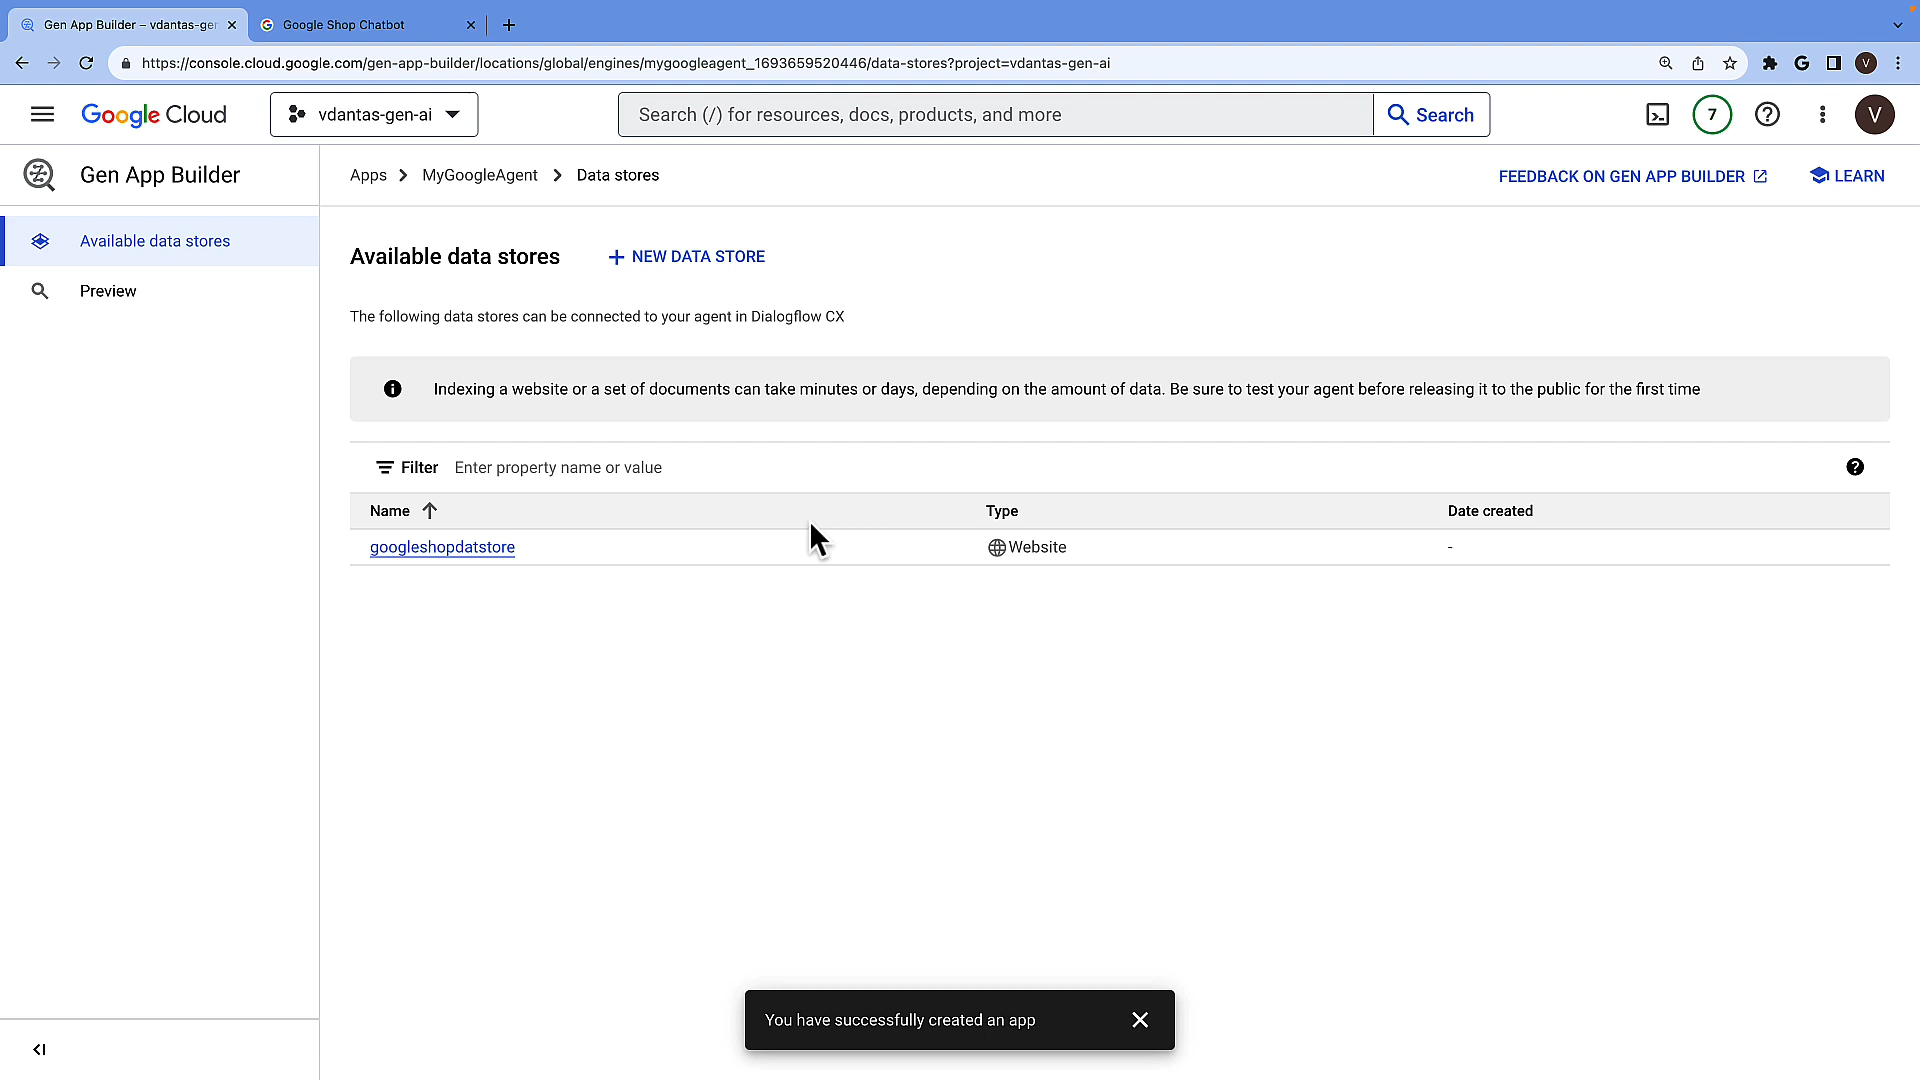 Gen App Builder – vdantas-ger
Google Shop Chatbot
https://console.cloud.google.com/gen-app-builder/locations/global/engines/mygoogleagent_1693659520446/data-stores?project=vdantas-gen-ai
V
Google Cloud
vdantas-gen-ai
Search (/) for resources, docs, products, and more
Search
7
V
Gen App Builder
Apps > MyGoogleAgent > Data stores
FEEDBACK ON GEN APP BUILDER
LEARN
Available data stores
Preview
Available data stores
+ NEW DATA STORE
The following data stores can be connected to your agent in Dialogflow CX
Indexing a website or a set of documents can take minutes or days, depending on the amount of data. Be sure to test your agent before releasing it to the public for the first time
Filter Enter property name or value
Name Type Date created
googleshopdatstore Website -
You have successfully created an app